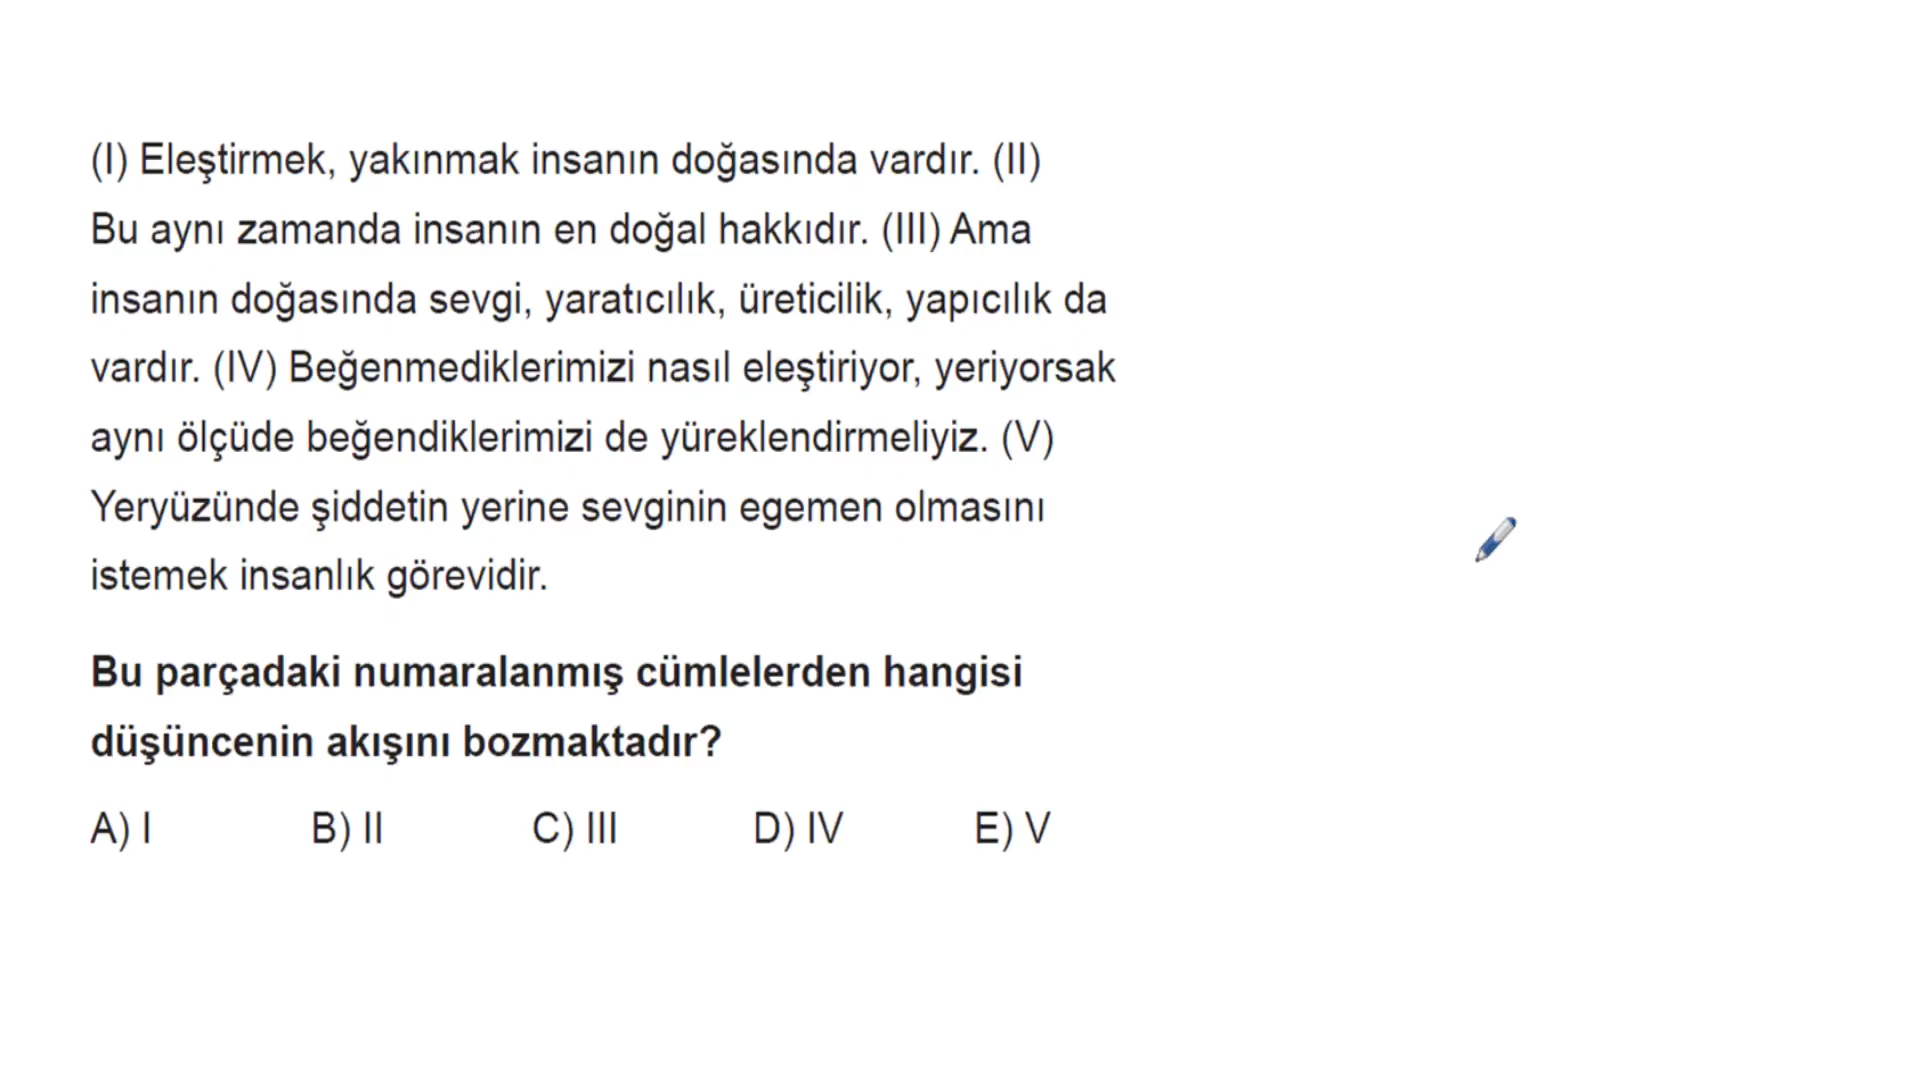 (I) Eleştirmek, yakınmak insanın doğasında vardır. (II)
Bu aynı zamanda insanın en doğal hakkıdır. (III) Ama
insanın doğasında sevgi, yaratıcılık, üreticilik, yapıcılık da
vardır. (IV) Beğenmediklerimizi nasıl eleştiriyor, yeriyorsak
aynı ölçüde beğendiklerimizi de yüreklendirmeliyiz. (V)
Yeryüzünde şiddetin yerine sevginin egemen olmasını
istemek insanlık görevidir.
Bu parçadaki numaralanmış cümlelerden hangisi
düşüncenin akışını bozmaktadır?
A) I B) II C) III D) IV E) V